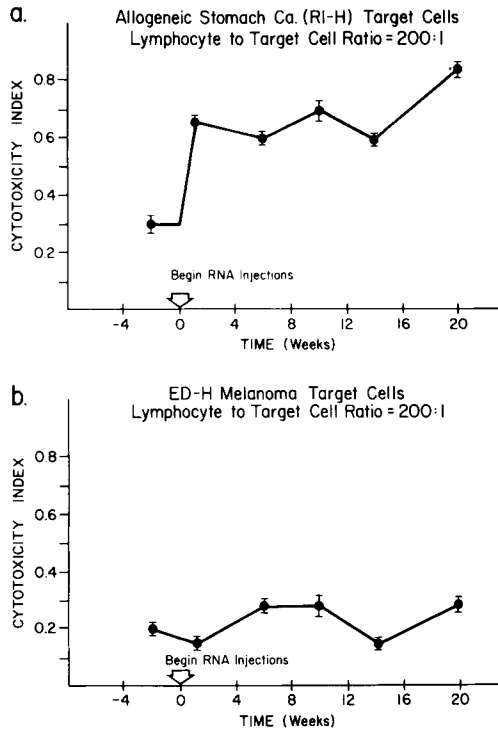 a.
Allogeneic Stomach Ca. (RI-H) Target Cells
Lymphocyte to Target Cell Ratio = 200:1
CYTOTOXICITY INDEX
0.8
0.6
0.4
0.2
Begin RNA Injections
-4 0 4 8 12 16 20
TIME (Weeks)
b.
ED-H Melanoma Target Cells
Lymphocyte to Target Cell Ratio = 200:1
CYTOTOXICITY INDEX
0.8
0.6
0.4
0.2
Begin RNA Injections
-4 0 4 8 12 16 20
TIME (Weeks)